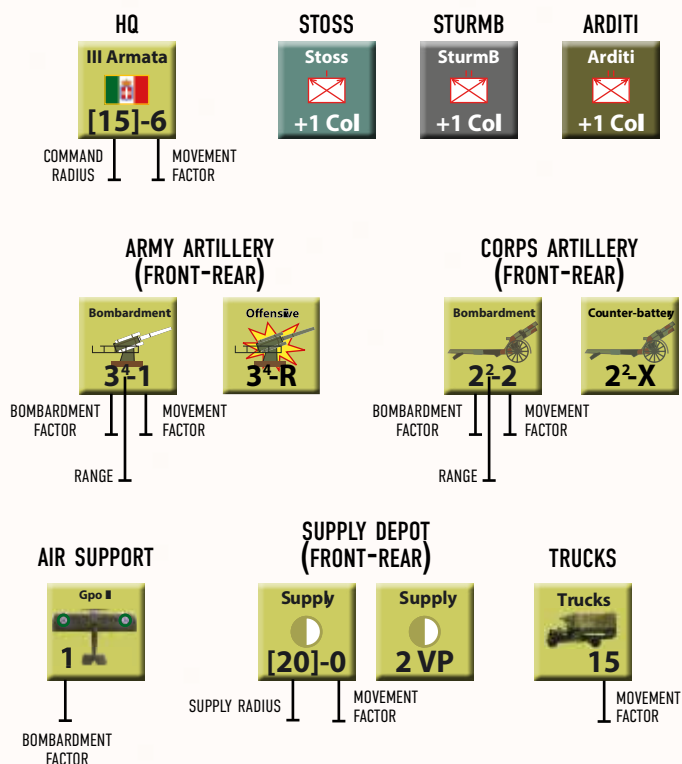 HQ
STOSS
STURMB
ARDITI
III Armata
[15]-6
Stoss
+1 Col
SturmB
+1 Col
Arditi
+1 Col
COMMAND
RADIUS
MOVEMENT
FACTOR
ARMY ARTILLERY
(FRONT-REAR)
CORPS ARTILLERY
(FRONT-REAR)
Bombardment
3⁴-1
Offensive
3⁴-R
Bombardment
2²-2
Counter-battery
2²-X
BOMBARDMENT
FACTOR
MOVEMENT
FACTOR
RANGE
BOMBARDMENT
FACTOR
MOVEMENT
FACTOR
RANGE
AIR SUPPORT
SUPPLY DEPOT
(FRONT-REAR)
TRUCKS
Gpo II
1
Supply
[20]-0
Supply
2 VP
Trucks
15
BOMBARDMENT
FACTOR
SUPPLY RADIUS
MOVEMENT
FACTOR
MOVEMENT
FACTOR